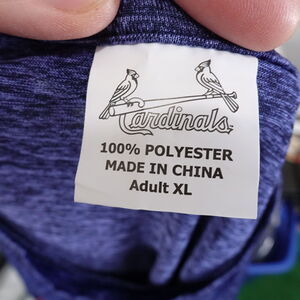 Cardinals
100% POLYESTER
MADE IN CHINA
Adult XL